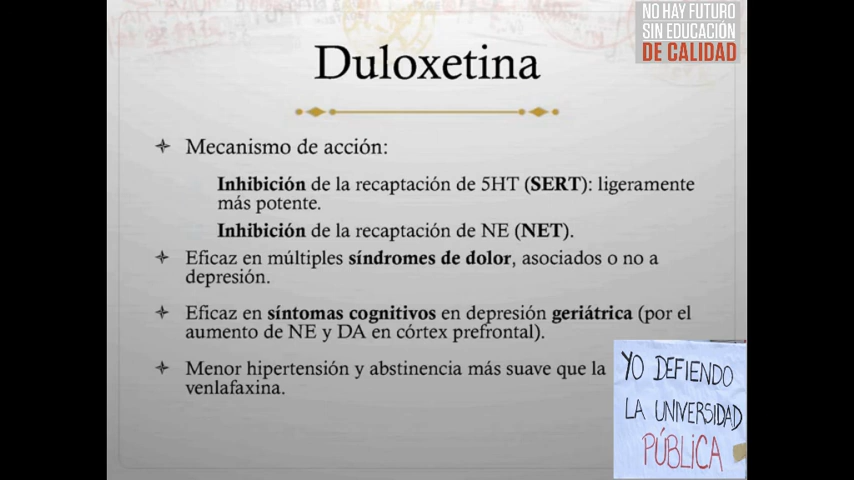 NO HAY FUTURO
SIN EDUCACIÓN
DE CALIDAD
Duloxetina
Mecanismo de acción:
Inhibición de la recaptación de 5HT (SERT): ligeramente
más potente.
Inhibición de la recaptación de NE (NET).
Eficaz en múltiples síndromes de dolor, asociados o no a
depresión.
Eficaz en síntomas cognitivos en depresión geriátrica (por el
aumento de NE y DA en córtex prefrontal).
Menor hipertensión y abstinencia más suave que la
venlafaxina.
YO DEFIENDO
LA UNIVERSIDAD
PÚBLICA